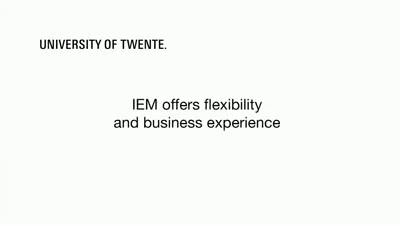 UNIVERSITY OF TWENTE.
IEM offers flexibility
and business experience